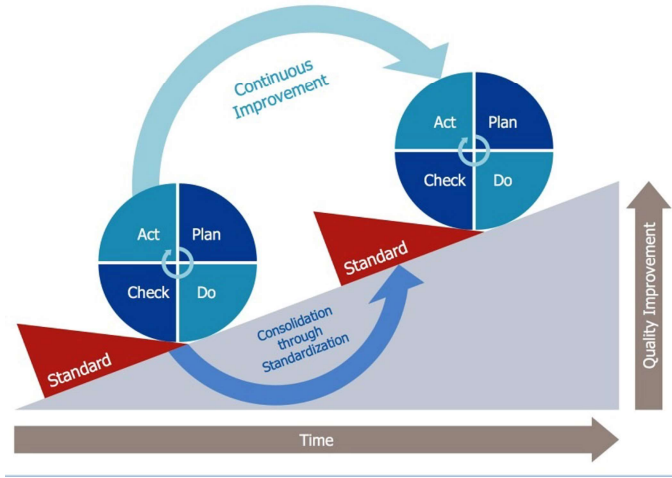 Continuous
Improvement
Act
Plan
Check
Do
Standard
Act
Plan
Check
Do
Standard
Consolidation
through
Standardization
Quality Improvement
Time